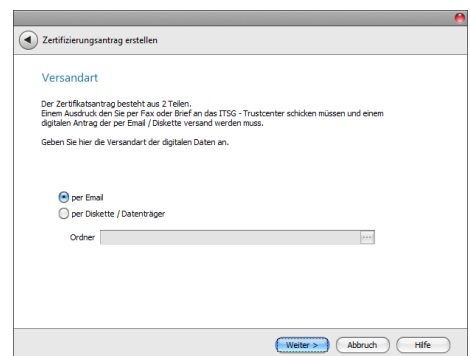 Zertifizierungsantrag erstellen
Versandart
Der Zertifikatsantrag besteht aus 2 Teilen.
Einem Ausdruck den Sie per Fax oder Brief an das ITSG - Trustcenter schicken müssen und einem
digitalen Antrag der per Email / Diskette versand werden muss.
Geben Sie hier die Versandart der digitalen Daten an.
per Email
per Diskette / Datenträger
Ordner
Weiter > Abbruch Hilfe